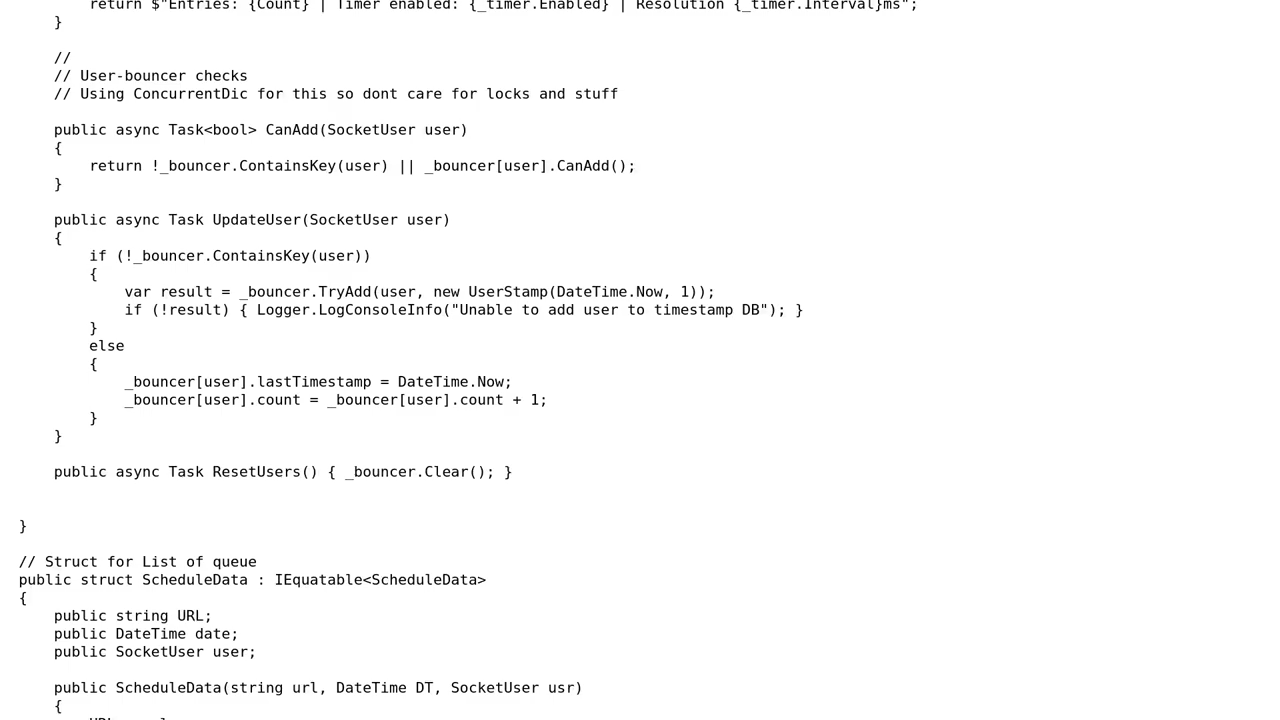 return $"Entries: {Count} | Timer enabled: {_timer.Enabled} | Resolution {_timer.Interval}ms";
}
//
// User-bouncer checks
// Using ConcurrentDic for this so dont care for locks and stuff
public async Task<bool> CanAdd(SocketUser user)
{
return !_bouncer.ContainsKey(user) || _bouncer[user].CanAdd();
}
public async Task UpdateUser(SocketUser user)
{
if (!_bouncer.ContainsKey(user))
{
var result = _bouncer.TryAdd(user, new UserStamp(DateTime.Now, 1));
if (!result) { Logger.LogConsoleInfo("Unable to add user to timestamp DB"); }
}
else
{
_bouncer[user].lastTimestamp = DateTime.Now;
_bouncer[user].count = _bouncer[user].count + 1;
}
}
public async Task ResetUsers() { _bouncer.Clear(); }
}
// Struct for List of queue
public struct ScheduleData : IEquatable<ScheduleData>
{
public string URL;
public DateTime date;
public SocketUser user;
public ScheduleData(string url, DateTime DT, SocketUser usr)
{